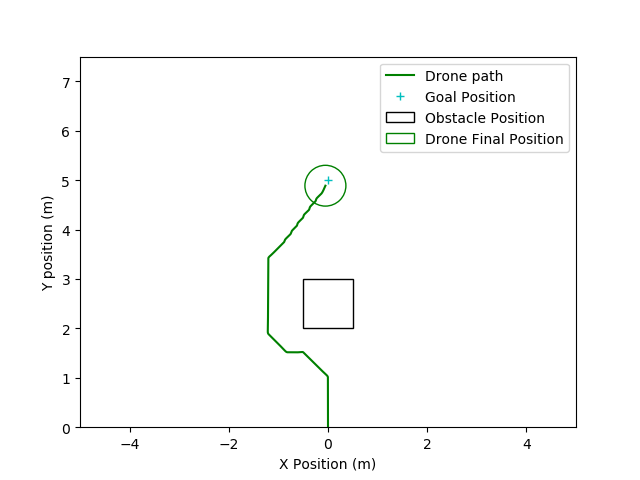 Drone path
Goal Position
Obstacle Position
Drone Final Position
Y position (m)
7
6
5
4
3
2
1
0
−4
−2
0
2
4
X Position (m)